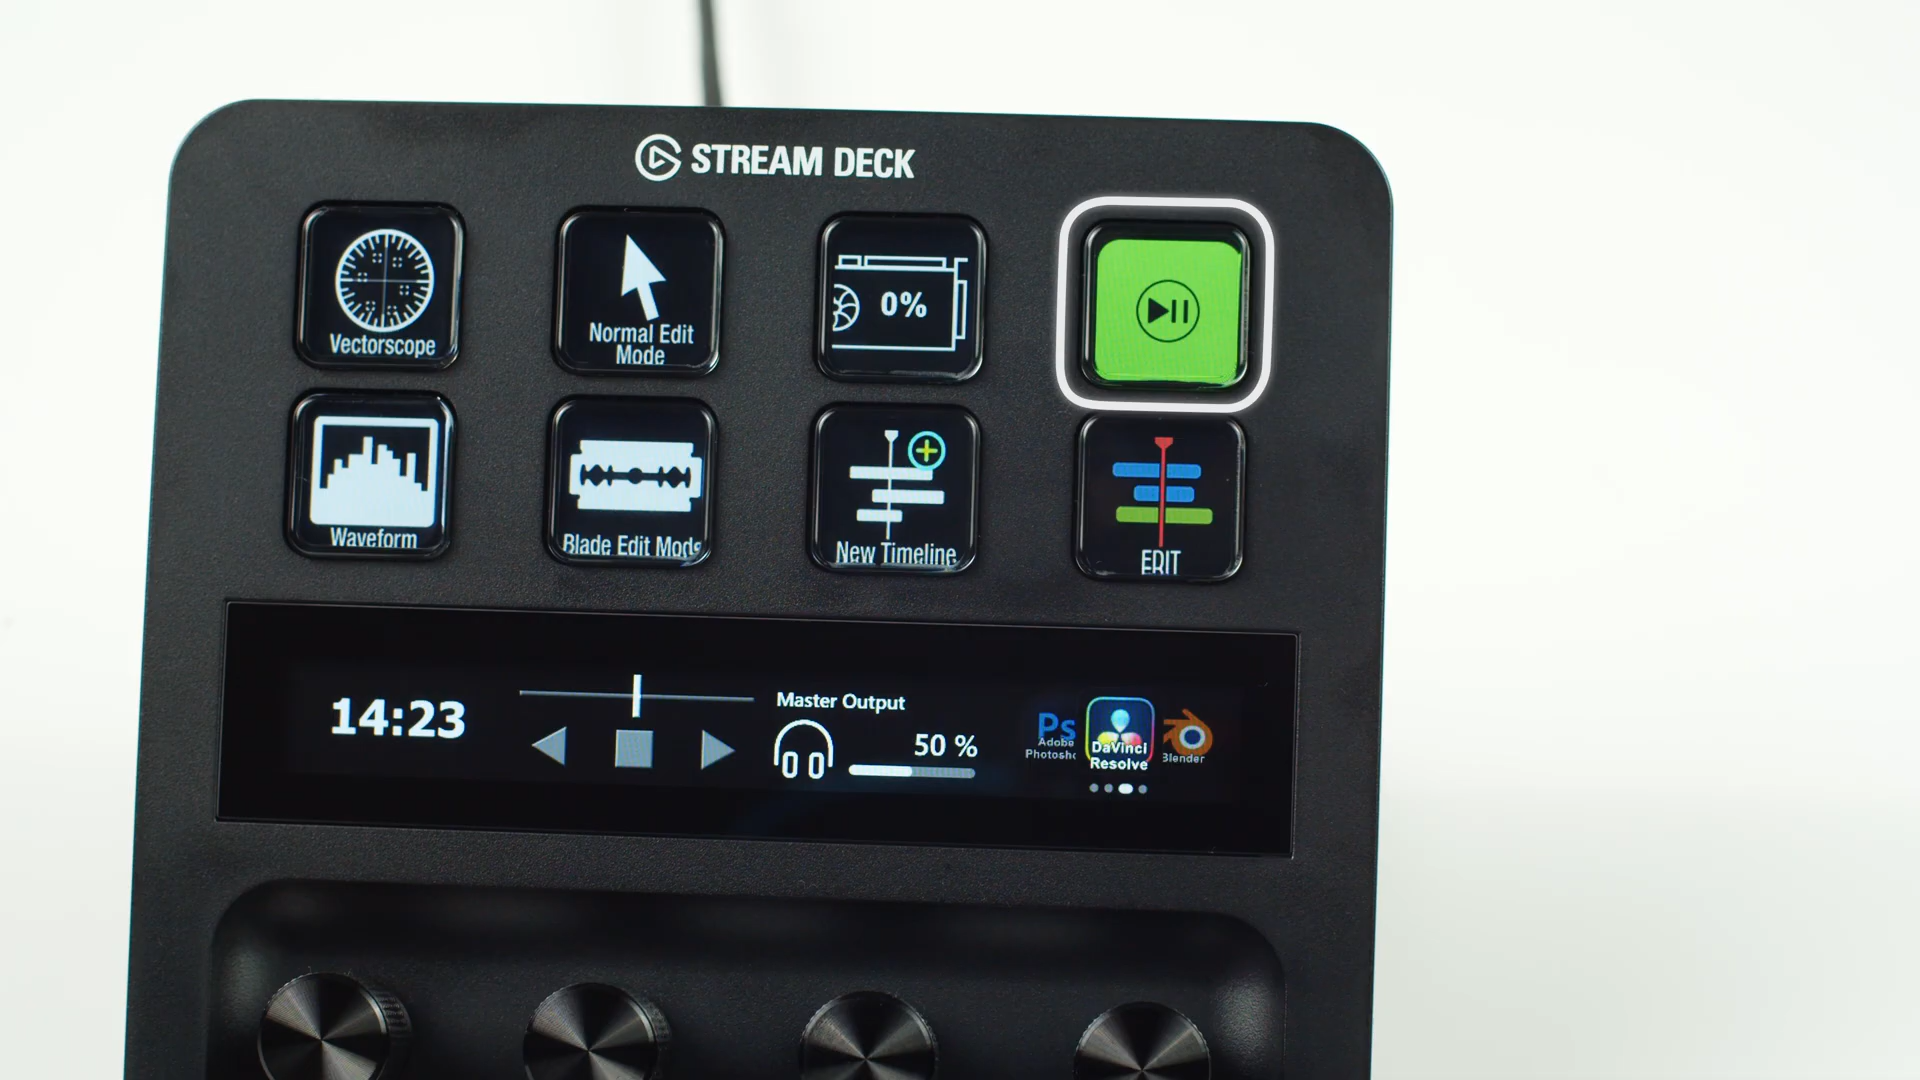 STREAM DECK
Vectorscope
Normal Edit
Mode
0%
Waveform
Blade Edit Mode
New Timeline
EDIT
14:23
Master Output
50 %
Ps
Adobe
Photosho
DaVinci
Resolve
Blender